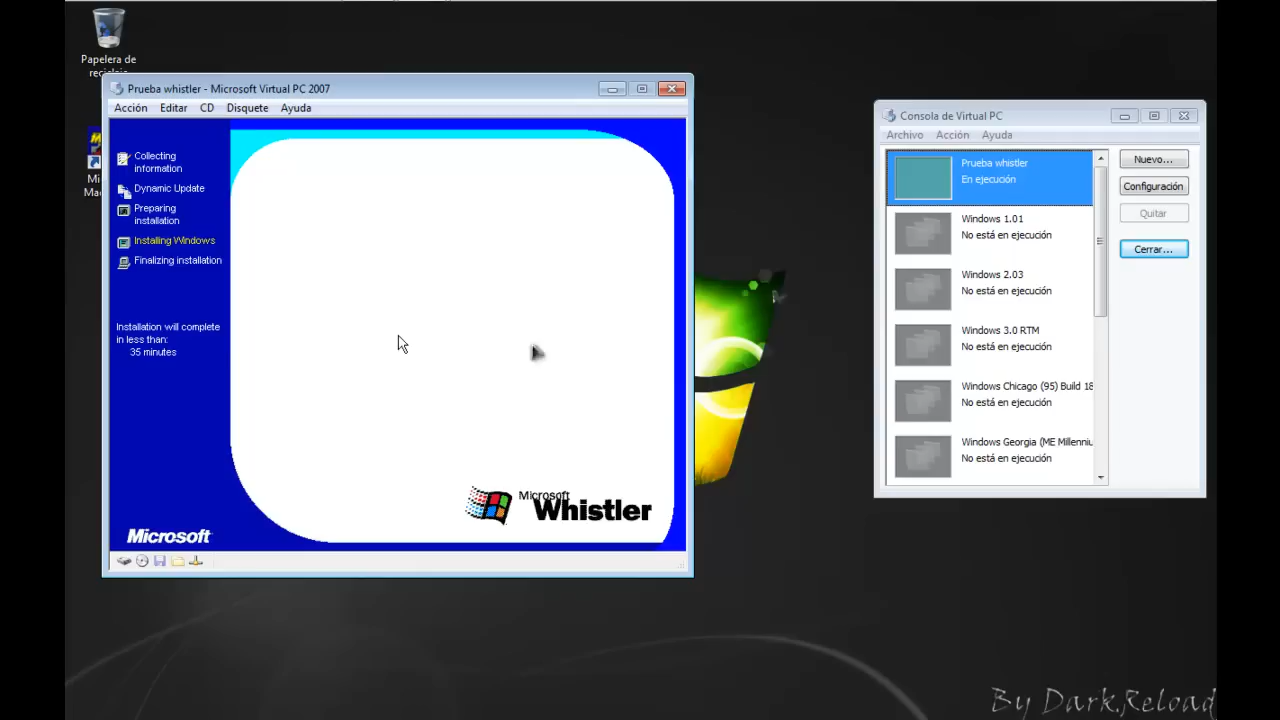 Papelera de
reciclaje
Mi
Mac
Prueba whistler - Microsoft Virtual PC 2007
Acción Editar CD Disquete Ayuda
Collecting
information
Dynamic Update
Preparing
installation
Installing Windows
Finalizing installation
Installation will complete
in less than:
35 minutes
Microsoft
Microsoft
Whistler
Consola de Virtual PC
Archivo Acción Ayuda
Prueba whistler
En ejecución
Windows 1.01
No está en ejecución
Windows 2.03
No está en ejecución
Windows 3.0 RTM
No está en ejecución
Windows Chicago (95) Build 18
No está en ejecución
Windows Georgia (ME Millenniu
No está en ejecución
Nuevo...
Configuración
Quitar
Cerrar...
By Dark.Reload